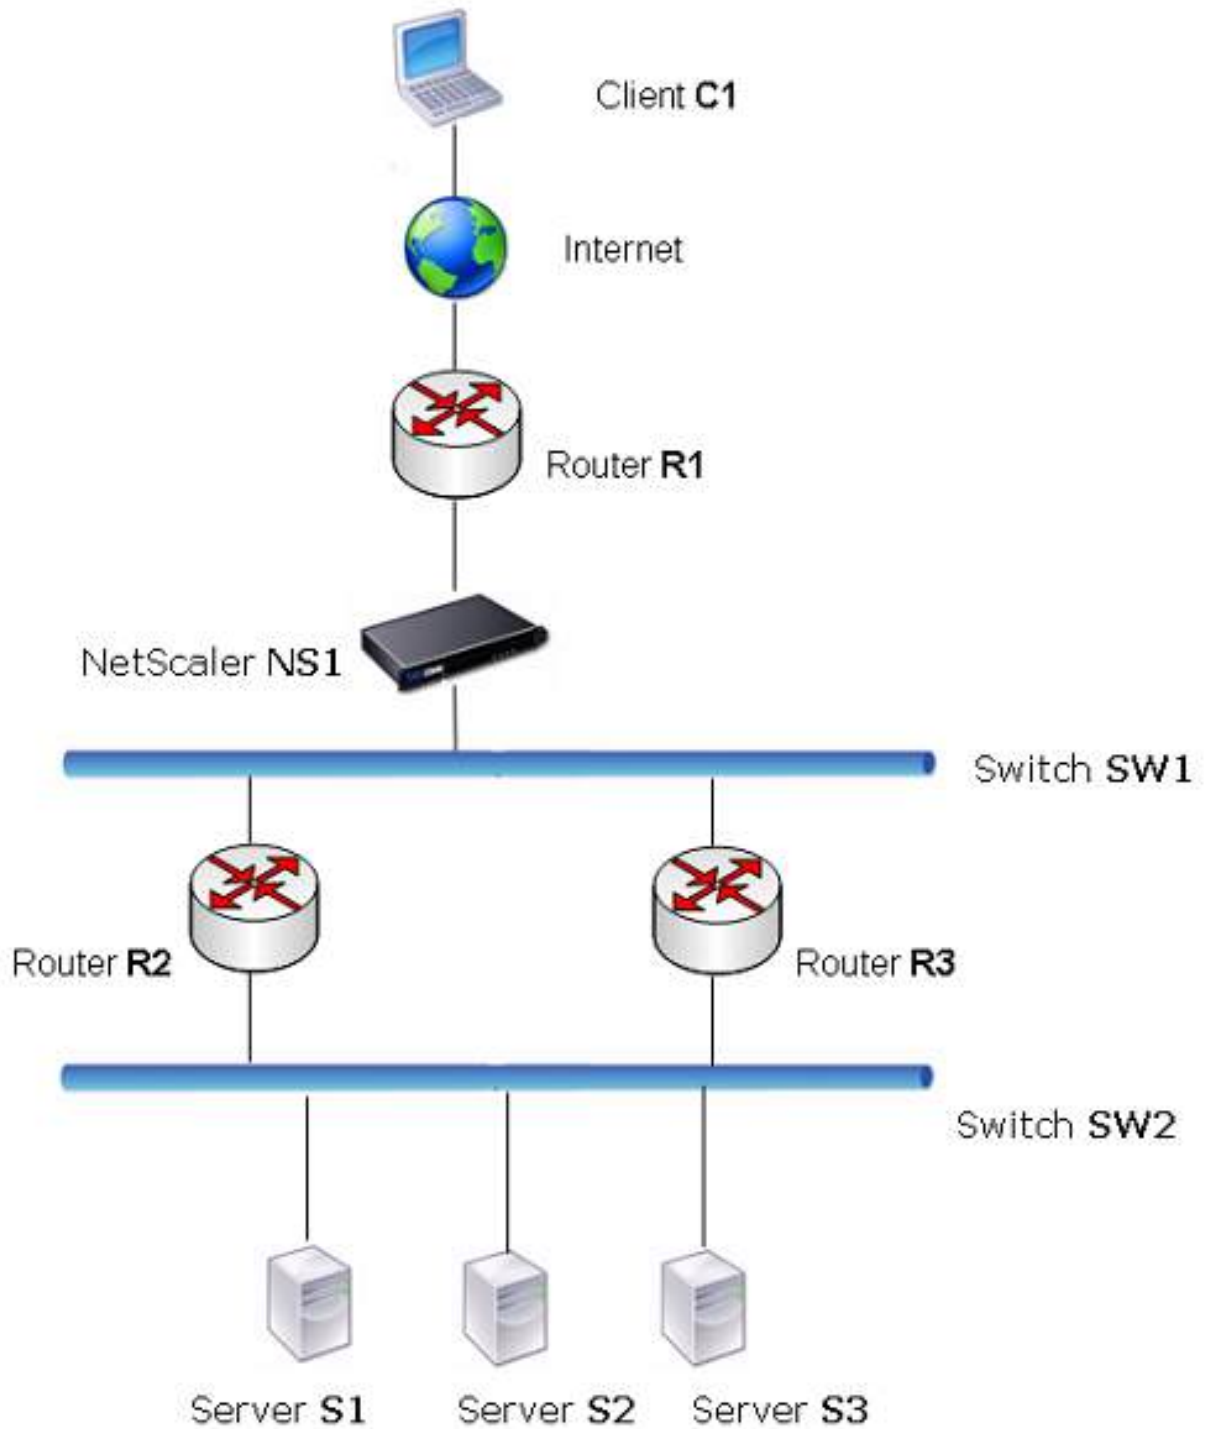 Client C1
Internet
Router R1
NetScaler NS1
Switch SW1
Router R2
Router R3
Switch SW2
Server S1
Server S2
Server S3